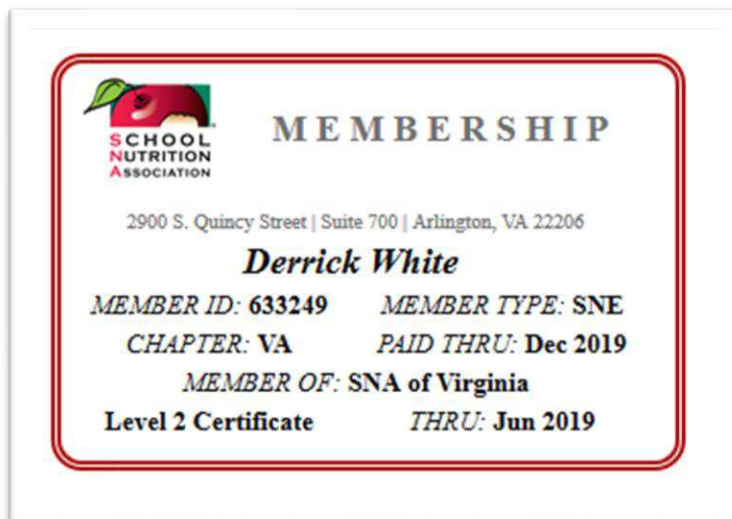 SCHOOL
NUTRITION
ASSOCIATION
MEMBERSHIP
2900 S. Quincy Street | Suite 700 | Arlington, VA 22206
Derrick White
MEMBER ID: 633249 MEMBER TYPE: SNE
CHAPTER: VA PAID THRU: Dec 2019
MEMBER OF: SNA of Virginia
Level 2 Certificate THRU: Jun 2019